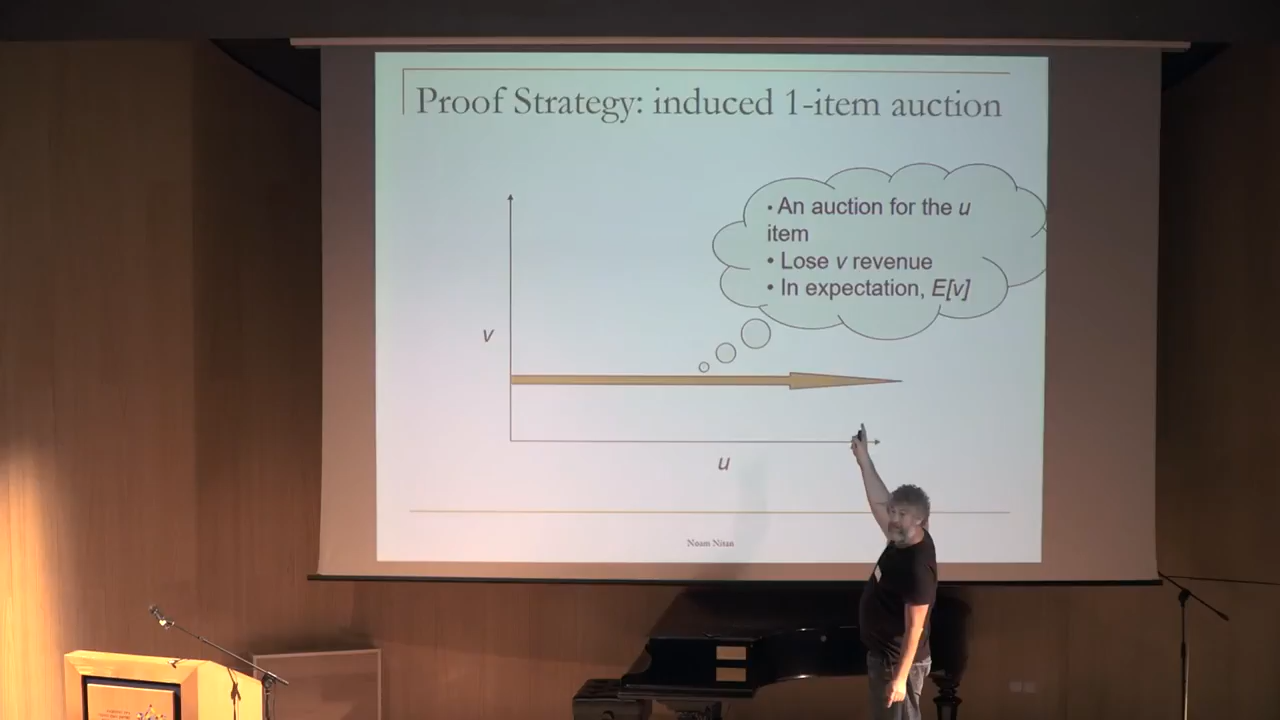 Proof Strategy: induced 1-item auction
• An auction for the u
item
• Lose v revenue
• In expectation, E[v]
v
u
Noam Nisan